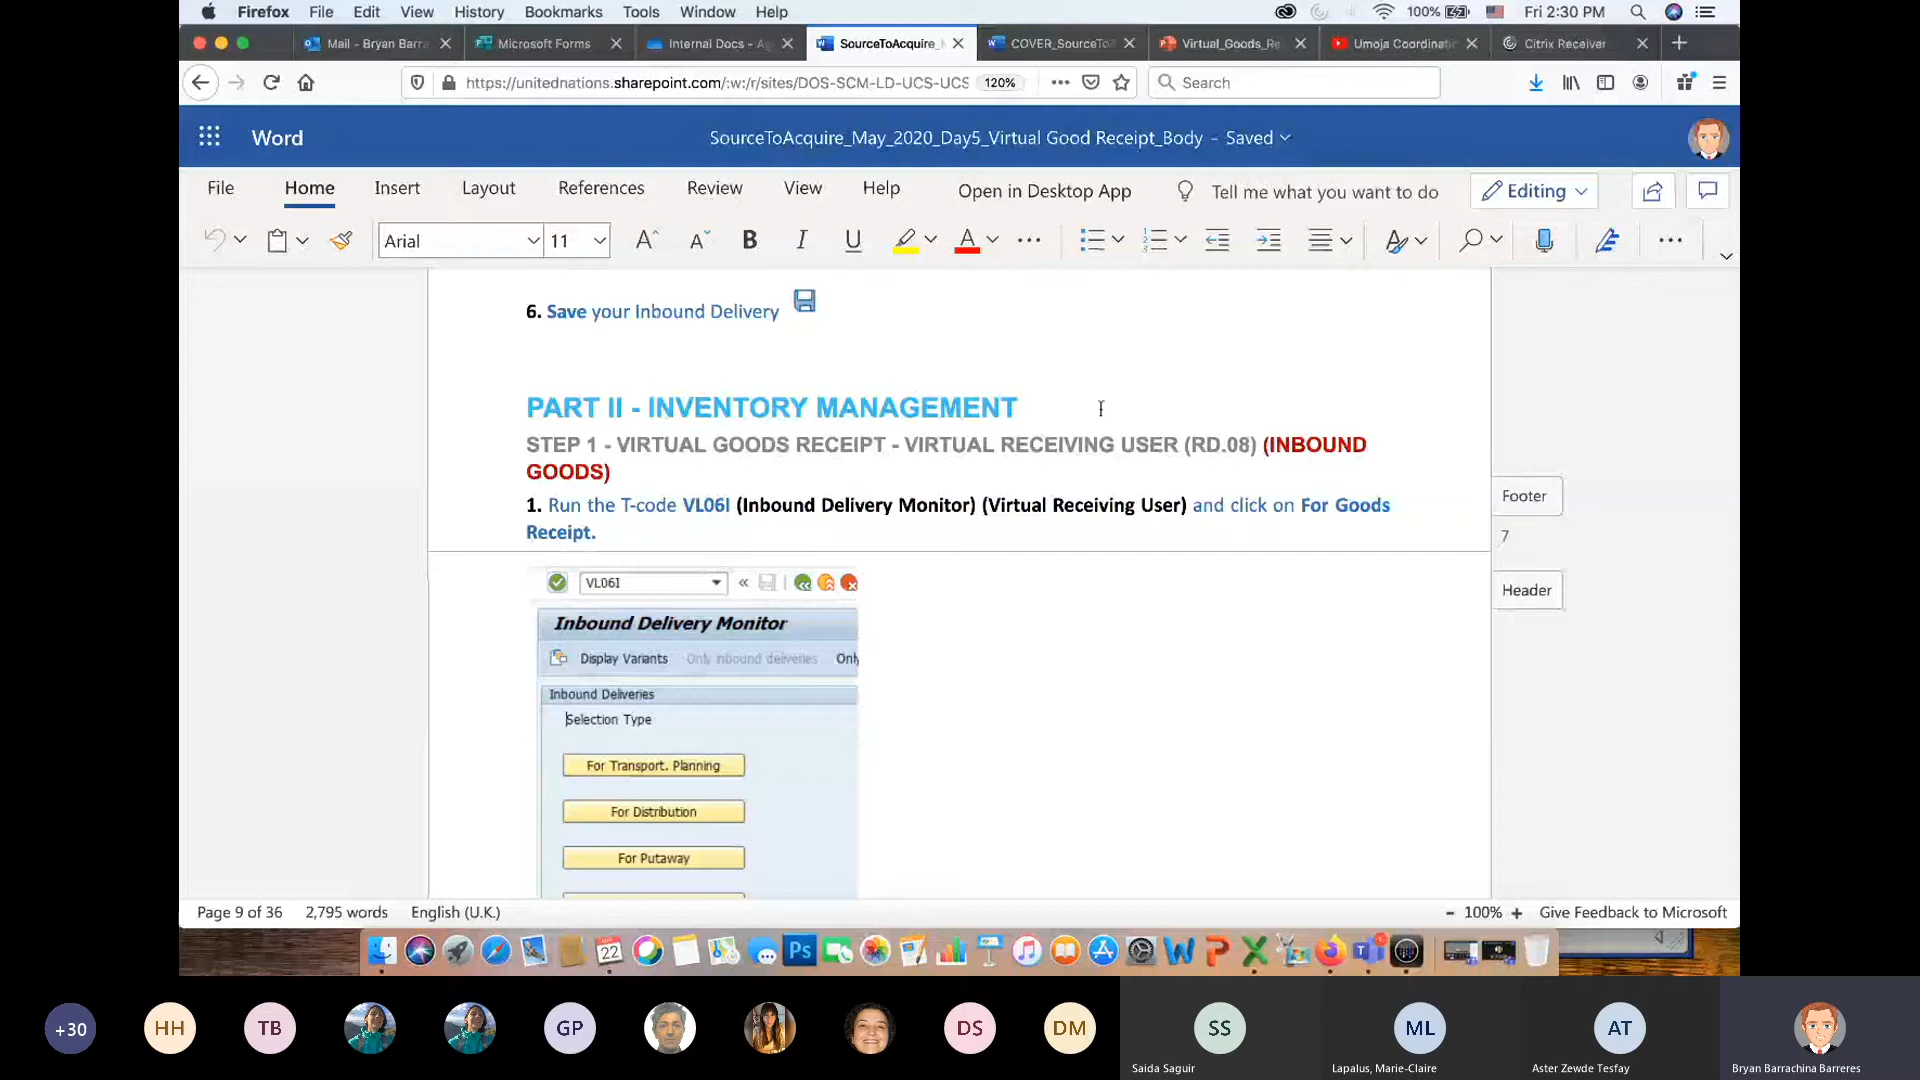 Firefox File Edit View History Bookmarks Tools Window Help 100% Fri 2:30 PM
Mail - Bryan Barra Microsoft Forms Internal Docs - A SourceToAcquire_ COVER_SourceTo Virtual_Goods_Re Umoja Coordinati Citrix Receiver
https://unitednations.sharepoint.com/:w:/r/sites/DOS-SCM-LD-UCS-UCS 120% Search
Word SourceToAcquire_May_2020_Day5_Virtual Good Receipt_Body - Saved
File Home Insert Layout References Review View Help Open in Desktop App Tell me what you want to do Editing
Arial 11
6. Save your Inbound Delivery
PART II - INVENTORY MANAGEMENT
STEP 1 - VIRTUAL GOODS RECEIPT - VIRTUAL RECEIVING USER (RD.08) (INBOUND
GOODS)
1. Run the T-code VL06I (Inbound Delivery Monitor) (Virtual Receiving User) and click on For Goods
Receipt.
Footer
7
Header
VL06I
Inbound Delivery Monitor
Display Variants Only inbound deliveries Only
Inbound Deliveries
Selection Type
For Transport. Planning
For Distribution
For Putaway
Page 9 of 36 2,795 words English (U.K.) - 100% + Give Feedback to Microsoft
22 Ps
+30 HH TB GP DS DM SS ML AT
Saida Saguir Lapalus, Marie-Claire Aster Zewde Tesfay Bryan Barrachina Barreres